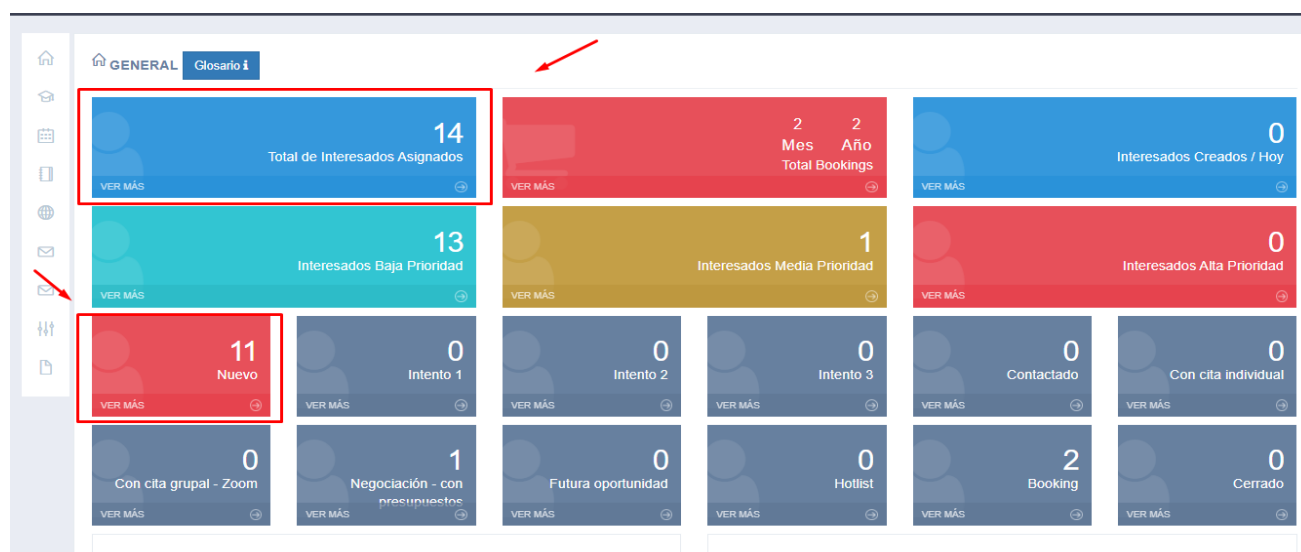 GENERAL Glosario i
14
Total de Interesados Asignados
VER MÁS
2 2
Mes Año
Total Bookings
VER MÁS
0
Interesados Creados / Hoy
VER MÁS
13
Interesados Baja Prioridad
VER MÁS
1
Interesados Media Prioridad
VER MÁS
0
Interesados Alta Prioridad
VER MÁS
11
Nuevo
VER MÁS
0
Intento 1
VER MÁS
0
Intento 2
VER MÁS
0
Intento 3
VER MÁS
0
Contactado
VER MÁS
0
Con cita individual
VER MÁS
0
Con cita grupal - Zoom
VER MÁS
1
Negociación - con
presupuestos
VER MÁS
0
Futura oportunidad
VER MÁS
0
Hotlist
VER MÁS
2
Booking
VER MÁS
0
Cerrado
VER MÁS